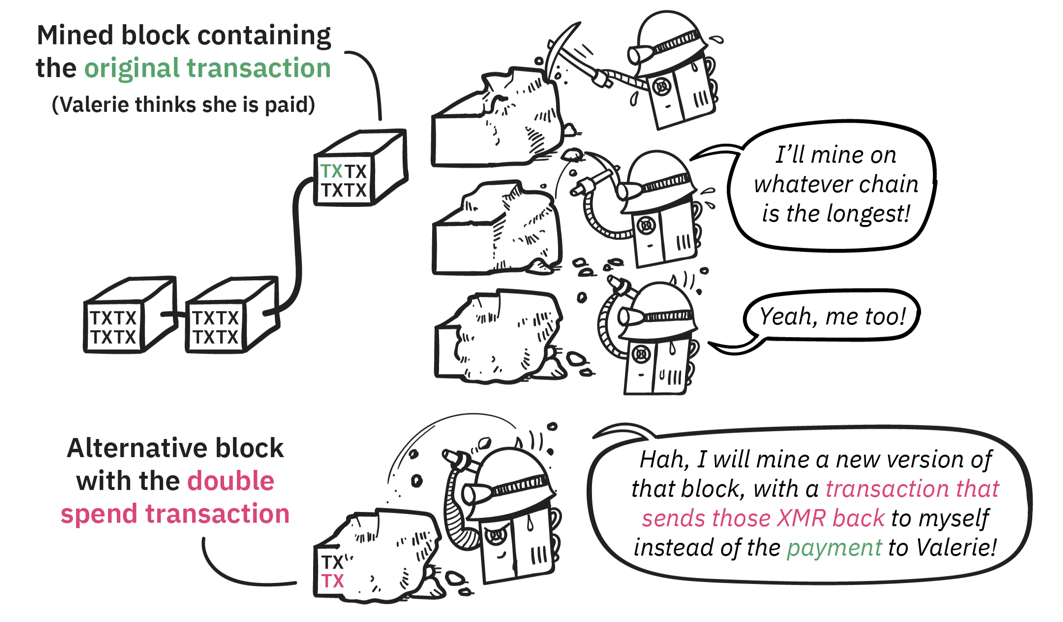 Mined block containing
the original transaction
(Valerie thinks she is paid)
TXTX
TXTX
I'll mine on
whatever chain
is the longest!
TXTX
TXTX
TXTX
TXTX
Yeah, me too!
Alternative block
with the double
spend transaction
TX
TX
Hah, I will mine a new version of
that block, with a transaction that
sends those XMR back to myself
instead of the payment to Valerie!